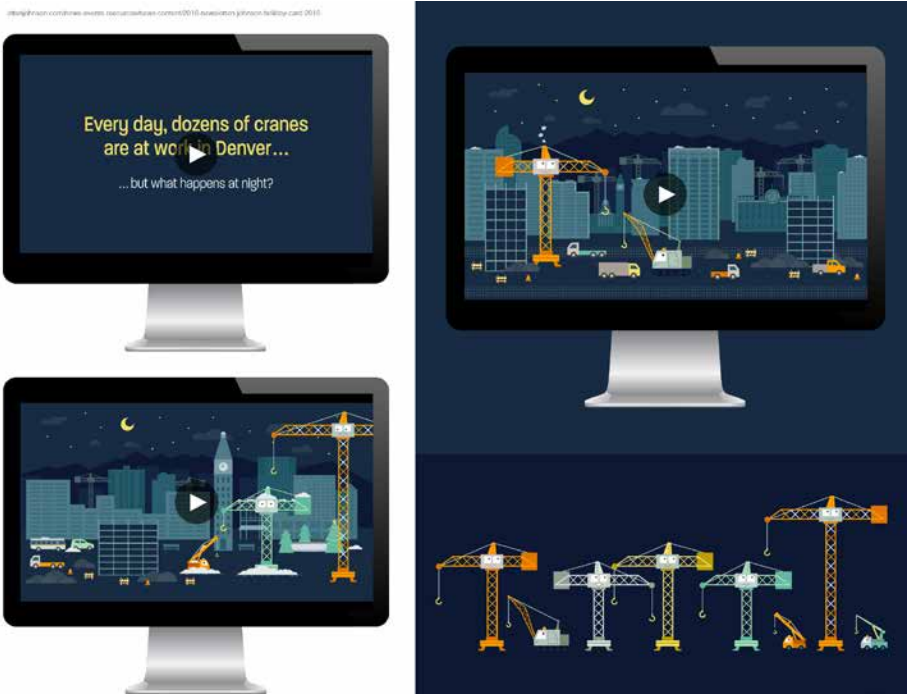 Every day, dozens of cranes
are at work in Denver…
…but what happens at night?